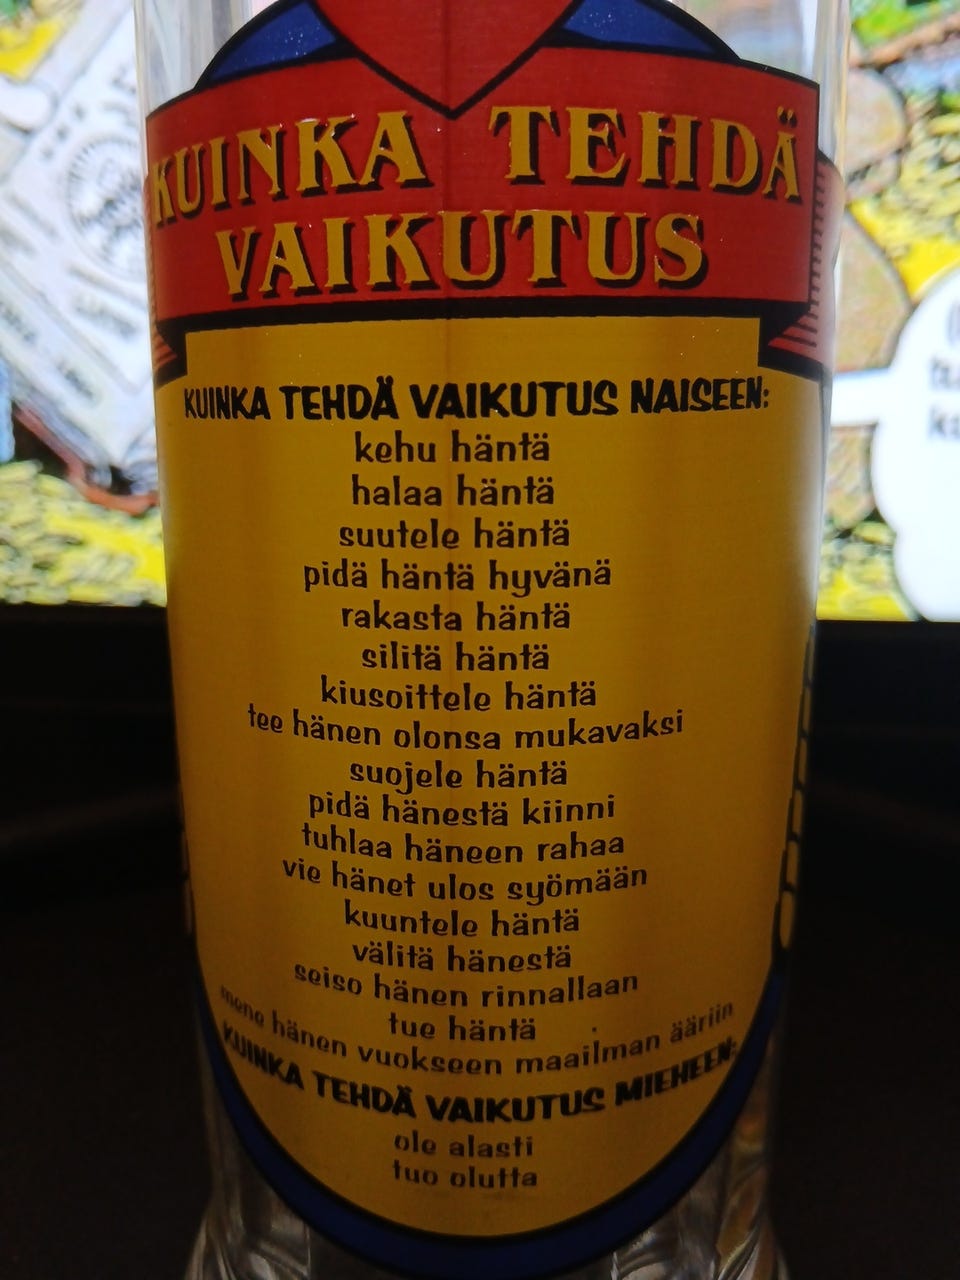 KUINKA TEHDÄ
VAIKUTUS
KUINKA TEHDÄ VAIKUTUS NAISEEN:
kehu häntä
halaa häntä
suutele häntä
pidä häntä hyvänä
rakasta häntä
silitä häntä
kiusoittele häntä
tee hänen olonsa mukavaksi
suojele häntä
pidä hänestä kiinni
tuhlaa häneen rahaa
vie hänet ulos syömään
kuuntele häntä
välitä hänestä
seiso hänen rinnallaan
tue häntä
mene hänen vuokseen maailman ääriin
KUINKA TEHDÄ VAIKUTUS MIEHEEN:
ole alasti
tuo olutta